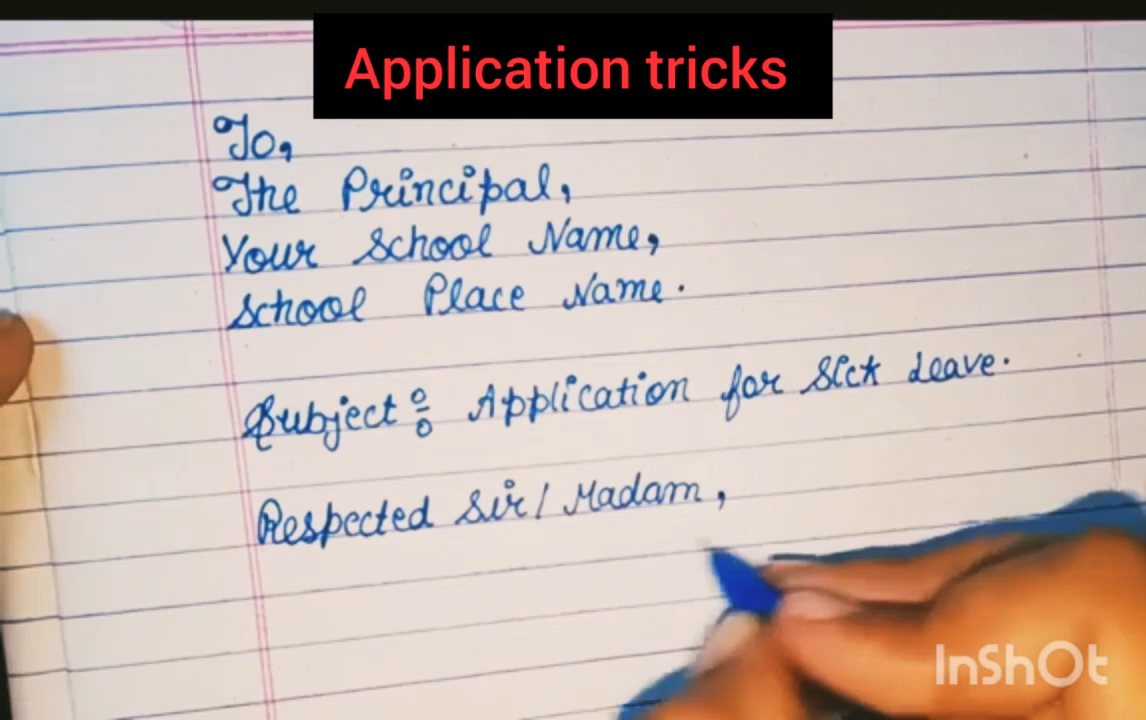 Application tricks
To,
The Principal,
Your School Name,
School Place Name.
Subject : Application for Sick Leave.
Respected Sir/ Madam,
InShOt